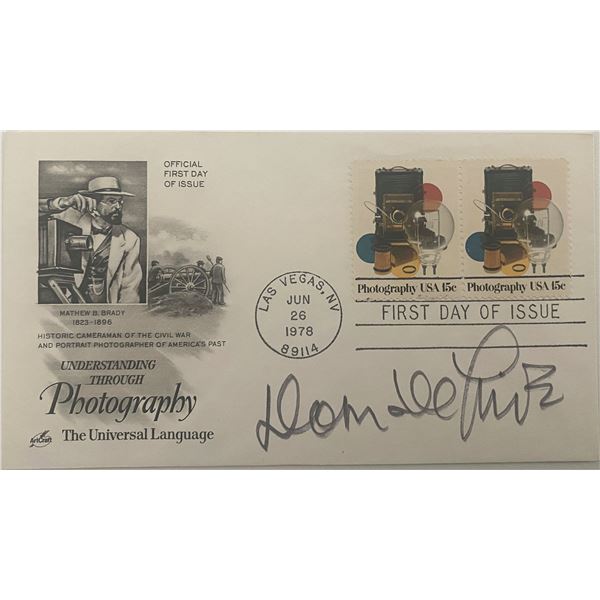 OFFICIAL
FIRST DAY
OF ISSUE
MATHEW B. BRADY
1823-1896
HISTORIC CAMERAMAN OF THE CIVIL WAR
AND PORTRAIT PHOTOGRAPHER OF AMERICA'S PAST
UNDERSTANDING
THROUGH
Photography
The Universal Language
ArtCraft
Photography USA 15c
Photography USA 15c
LAS VEGAS, NV
JUN
26
1978
89114
FIRST DAY OF ISSUE
Dom DeLuise